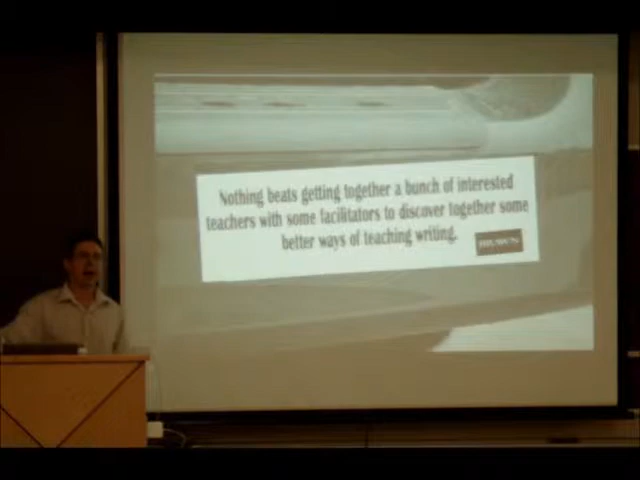 Nothing beats getting together a bunch of interested
teachers with some facilitators to discover together some
better ways of teaching writing.